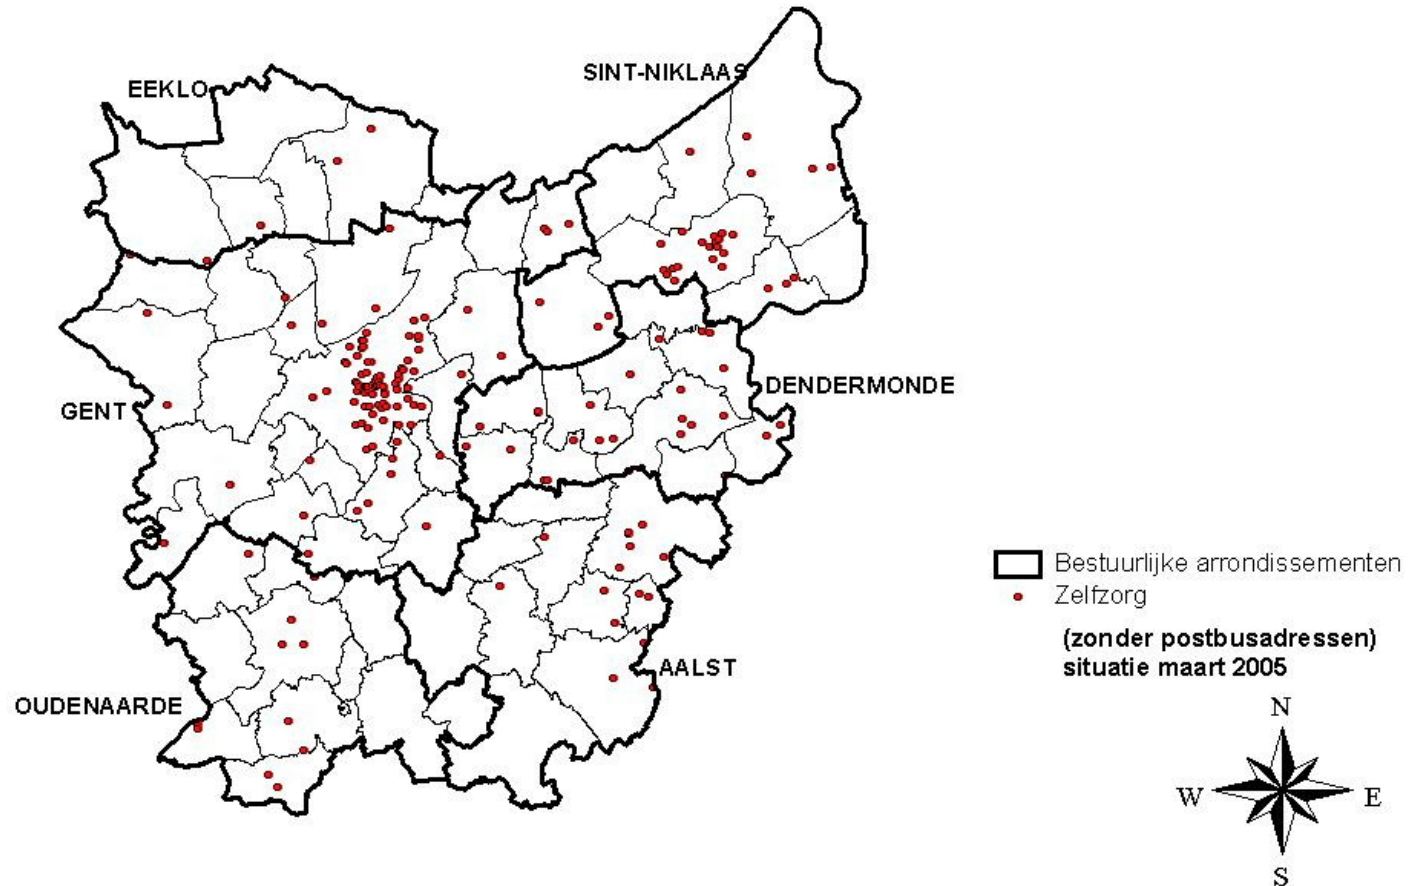 EEKLO
SINT-NIKLAAS
GENT
DENDERMONDE
OUDENAARDE
AALST
Bestuurlijke arrondissementen
Zelfzorg
(zonder postbusadressen)
situatie maart 2005
N
W E
S